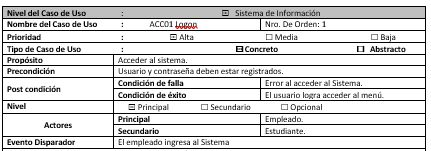 Nivel del Caso de Uso : ☒ Sistema de Información
Nombre del Caso de Uso : ACC01 Logon Nro. De Orden: 1
Prioridad : ☒ Alta ☐ Media ☐ Baja
Tipo de Caso de Uso : ☒ Concreto ☐ Abstracto
Propósito Acceder al sistema.
Precondición Usuario y contraseña deben estar registrados.
Post condición Condición de falla Error al acceder al Sistema.
Condición de éxito El usuario logra acceder al menú.
Nivel ☒ Principal ☐ Secundario ☐ Opcional
Actores Principal Empleado.
Secundario Estudiante.
Evento Disparador El empleado ingresa al Sistema